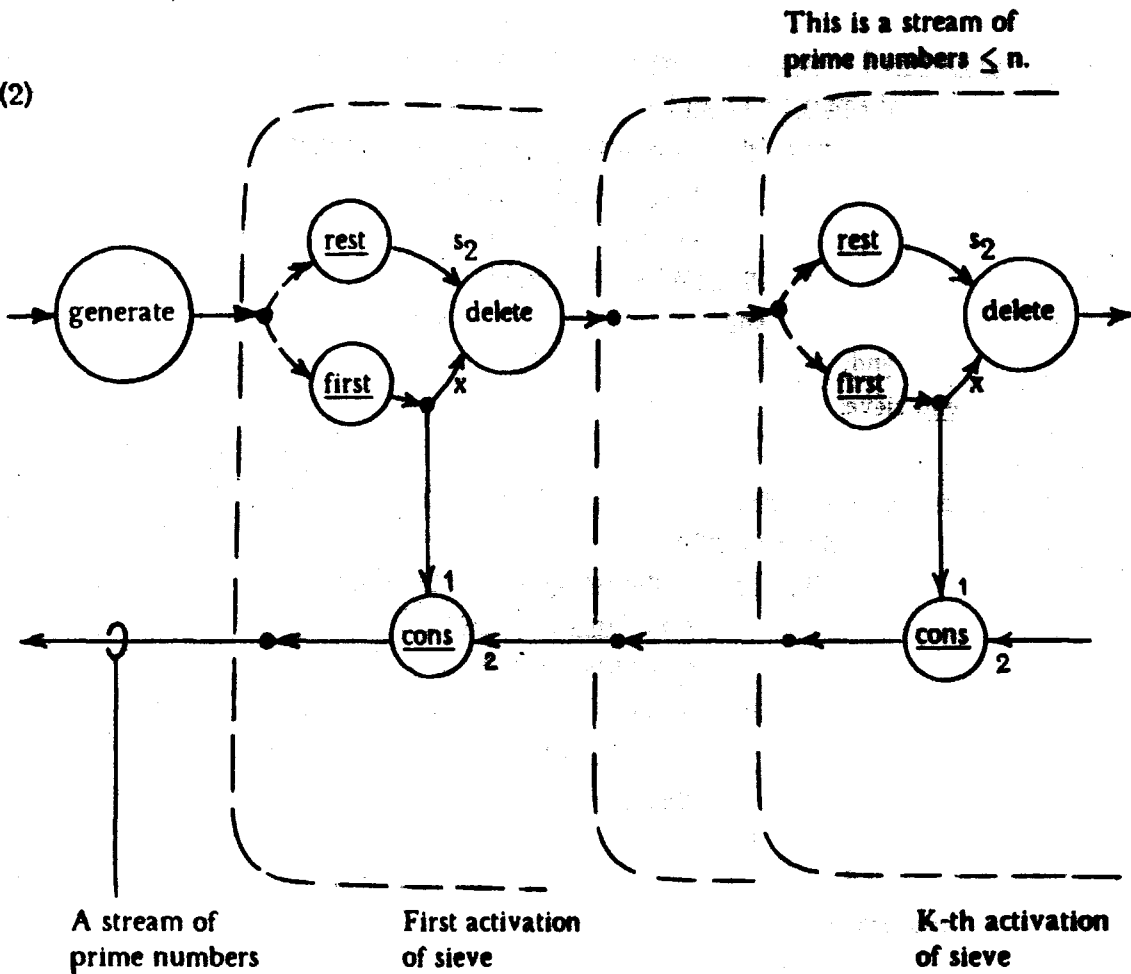 This is a stream of
prime numbers ≤ n.
(2)
rest
s2
generate
delete
first
x
rest
s2
delete
first
x
1
cons
2
1
cons
2
A stream of
prime numbers
First activation
of sieve
K-th activation
of sieve